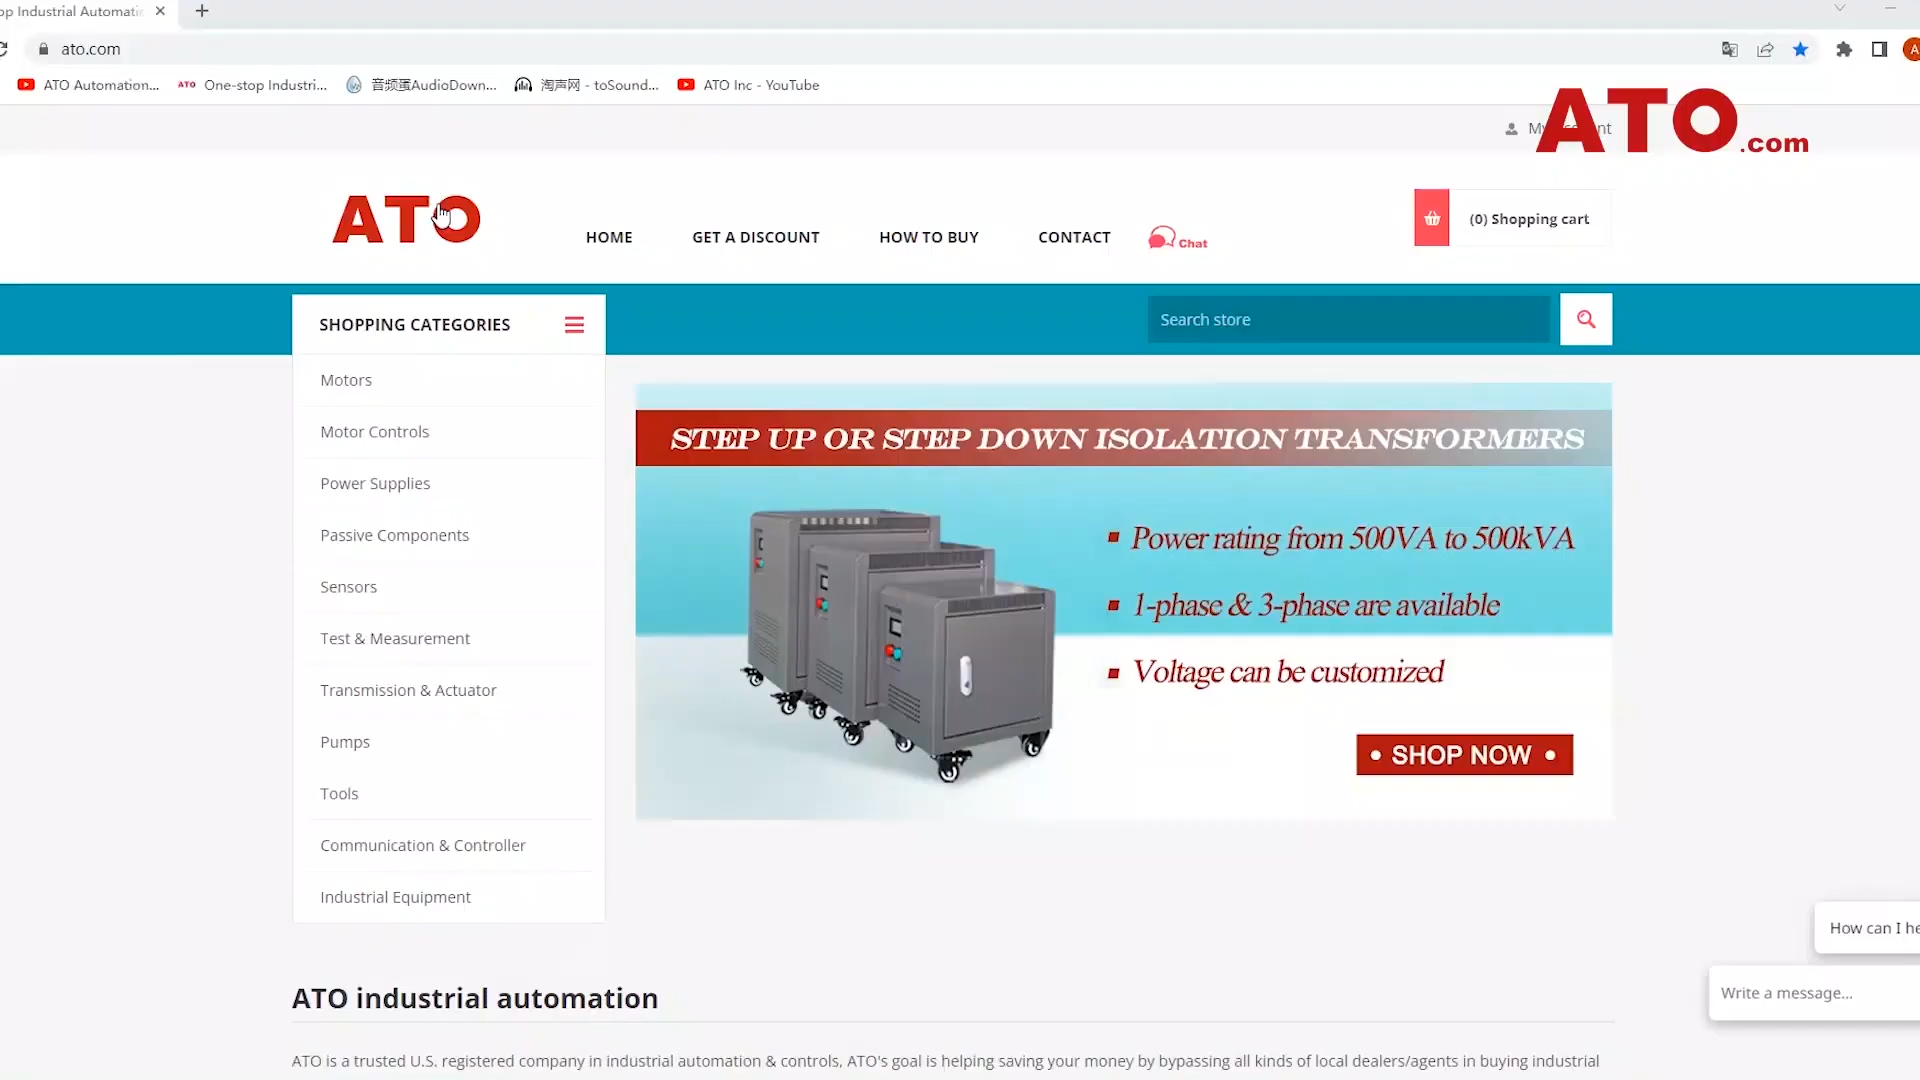 op Industrial Automati
ato.com
A
ATO Automation...
ATO One-stop Industri...
音频蛋AudioDown...
淘声网 - toSound...
ATO Inc - YouTube
ATO.com
ATO
HOME
GET A DISCOUNT
HOW TO BUY
CONTACT
Chat
(0) Shopping cart
SHOPPING CATEGORIES
Search store
Motors
Motor Controls
Power Supplies
Passive Components
Sensors
Test & Measurement
Transmission & Actuator
Pumps
Tools
Communication & Controller
Industrial Equipment
STEP UP OR STEP DOWN ISOLATION TRANSFORMERS
Power rating from 500VA to 500kVA
1-phase & 3-phase are available
Voltage can be customized
SHOP NOW
How can I he
Write a message...
ATO industrial automation
ATO is a trusted U.S. registered company in industrial automation & controls, ATO's goal is helping saving your money by bypassing all kinds of local dealers/agents in buying industrial